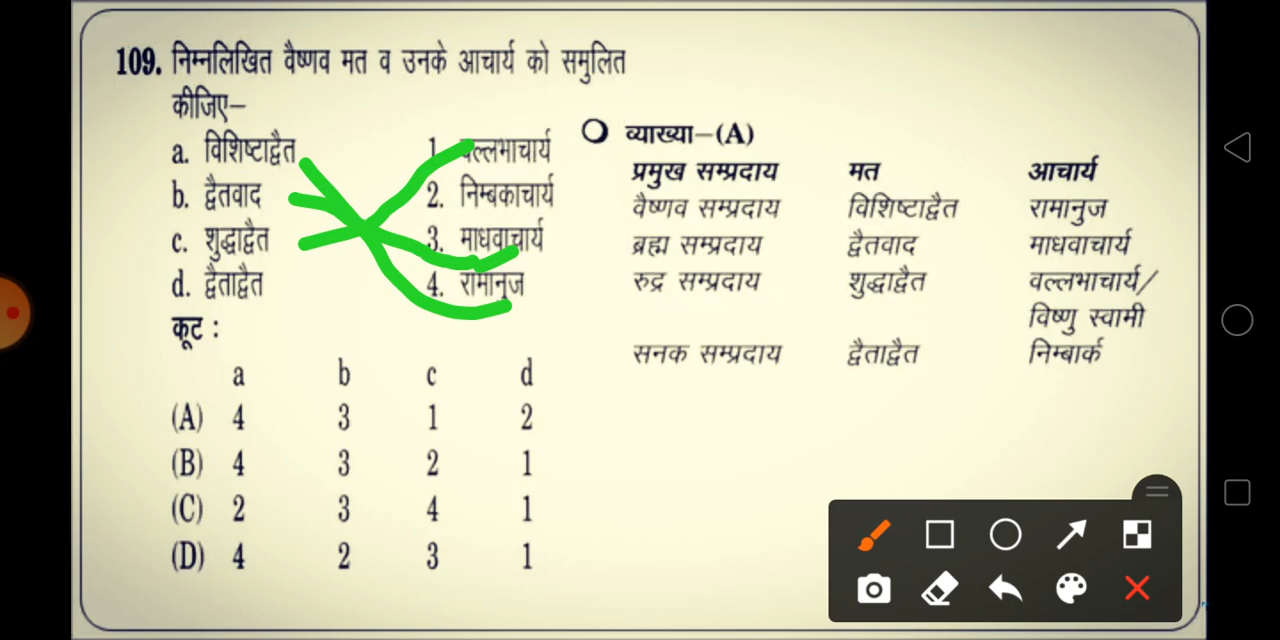 109. निम्नलिखित वैष्णव मत व उनके आचार्य को समुलित
कीजिए–
a. विशिष्टाद्वैत 1. वल्लभाचार्य
b. द्वैतवाद 2. निम्बकाचार्य
c. शुद्धाद्वैत 3. माधवाचार्य
d. द्वैताद्वैत 4. रामानुज
कूट :
a b c d
(A) 4 3 1 2
(B) 4 3 2 1
(C) 2 3 4 1
(D) 4 2 3 1
व्याख्या–(A)
प्रमुख सम्प्रदाय मत आचार्य
वैष्णव सम्प्रदाय विशिष्टाद्वैत रामानुज
ब्रह्म सम्प्रदाय द्वैतवाद माधवाचार्य
रुद्र सम्प्रदाय शुद्धाद्वैत वल्लभाचार्य/
विष्णु स्वामी
सनक सम्प्रदाय द्वैताद्वैत निम्बार्क